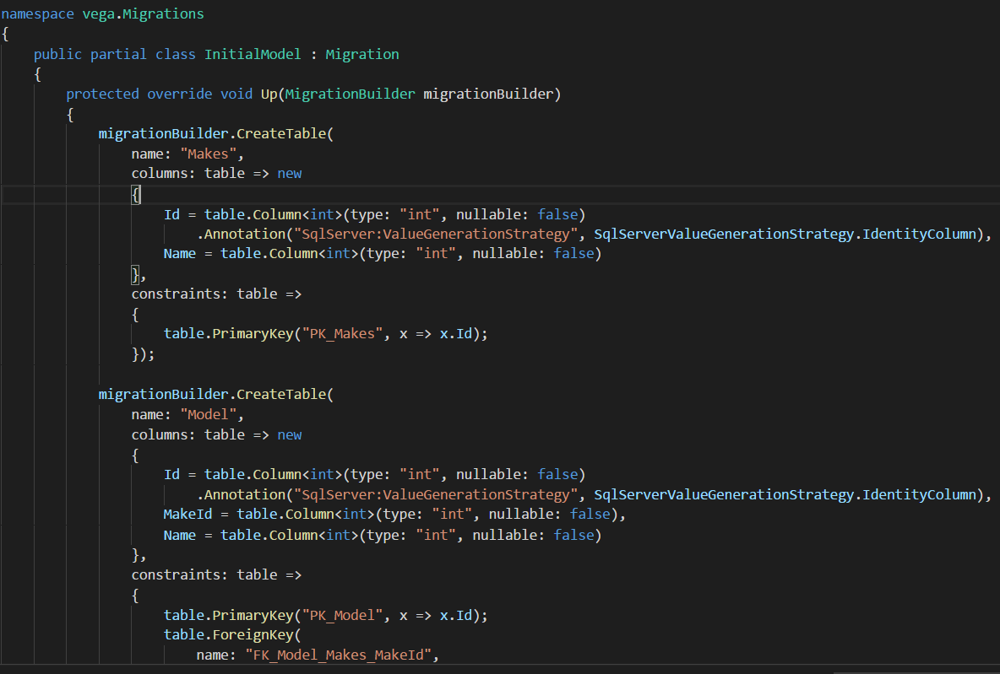 namespace vega.Migrations
{
    public partial class InitialModel : Migration
    {
        protected override void Up(MigrationBuilder migrationBuilder)
        {
            migrationBuilder.CreateTable(
                name: "Makes",
                columns: table => new
                {
                    Id = table.Column<int>(type: "int", nullable: false)
                        .Annotation("SqlServer:ValueGenerationStrategy", SqlServerValueGenerationStrategy.IdentityColumn),
                    Name = table.Column<int>(type: "int", nullable: false)
                },
                constraints: table =>
                {
                    table.PrimaryKey("PK_Makes", x => x.Id);
                });

            migrationBuilder.CreateTable(
                name: "Model",
                columns: table => new
                {
                    Id = table.Column<int>(type: "int", nullable: false)
                        .Annotation("SqlServer:ValueGenerationStrategy", SqlServerValueGenerationStrategy.IdentityColumn),
                    MakeId = table.Column<int>(type: "int", nullable: false),
                    Name = table.Column<int>(type: "int", nullable: false)
                },
                constraints: table =>
                {
                    table.PrimaryKey("PK_Model", x => x.Id);
                    table.ForeignKey(
                        name: "FK_Model_Makes_MakeId",